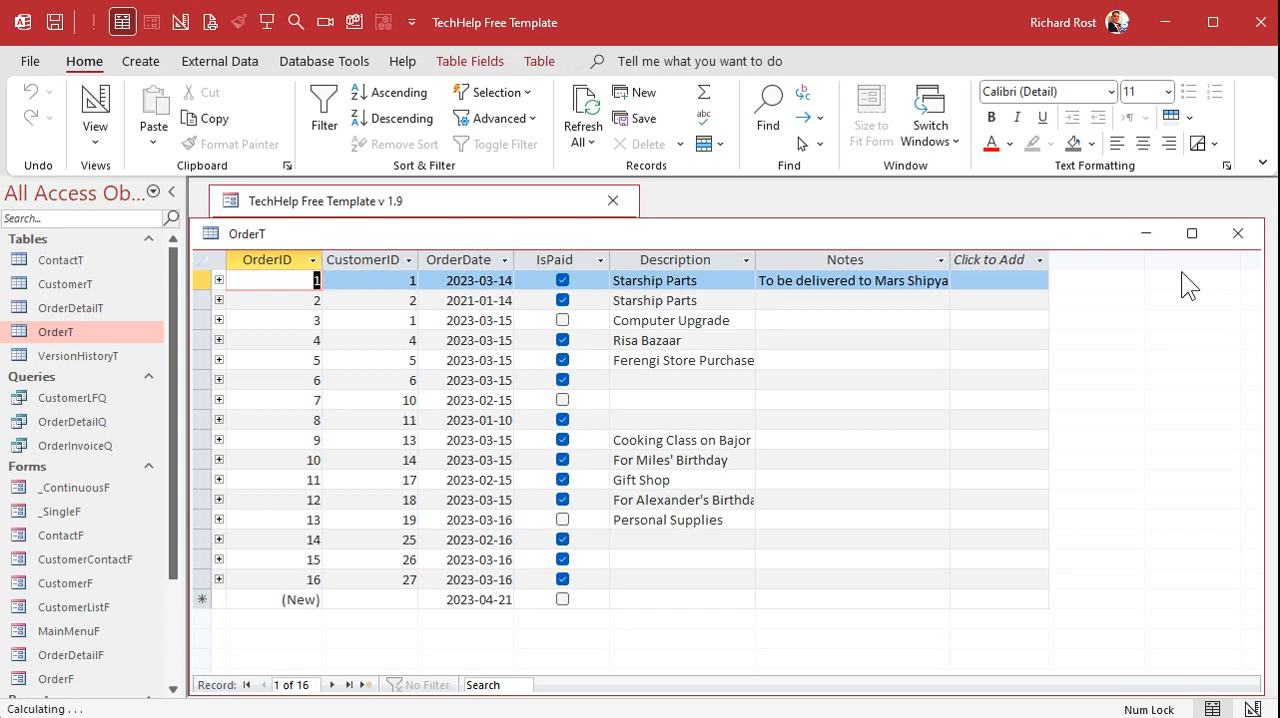 TechHelp Free Template
Richard Rost
File Home Create External Data Database Tools Help Table Fields Table Tell me what you want to do
View
Paste
Cut
Copy
Format Painter
Filter
Ascending
Descending
Remove Sort
Selection
Advanced
Toggle Filter
Refresh
All
New
Save
Delete
Find
Size to
Fit Form
Switch
Windows
Calibri (Detail) 11
B I U
A
Undo Views Clipboard Sort & Filter Records Find Window Text Formatting
All Access Ob...
Search...
Tables
ContactT
CustomerT
OrderDetailT
OrderT
VersionHistoryT
Queries
CustomerLFQ
OrderDetailQ
OrderInvoiceQ
Forms
_ContinuousF
_SingleF
ContactF
CustomerContactF
CustomerF
CustomerListF
MainMenuF
OrderDetailF
OrderF
TechHelp Free Template v 1.9
OrderT
OrderID CustomerID OrderDate IsPaid Description Notes Click to Add
1 1 2023-03-14 Starship Parts To be delivered to Mars Shipya
2 2 2021-01-14 Starship Parts
3 1 2023-03-15 Computer Upgrade
4 4 2023-03-15 Risa Bazaar
5 5 2023-03-15 Ferengi Store Purchase
6 6 2023-03-15
7 10 2023-02-15
8 11 2023-01-10
9 13 2023-03-15 Cooking Class on Bajor
10 14 2023-03-15 For Miles' Birthday
11 17 2023-02-15 Gift Shop
12 18 2023-03-15 For Alexander's Birthda
13 19 2023-03-16 Personal Supplies
14 25 2023-02-16
15 26 2023-03-16
16 27 2023-03-16
(New) 2023-04-21
Record: 1 of 16 No Filter Search
Calculating . . . Num Lock